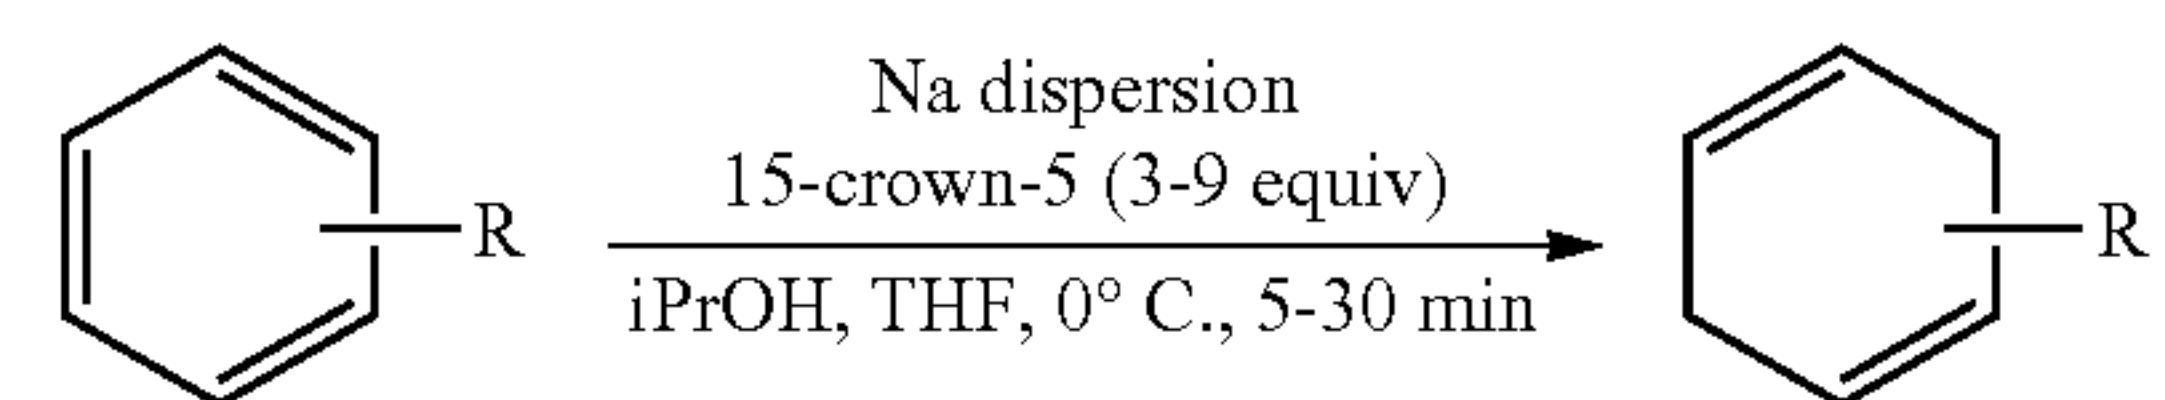 Na dispersion
15-crown-5 (3-9 equiv)
R
R
iPrOH, THF, 0° C., 5-30 min